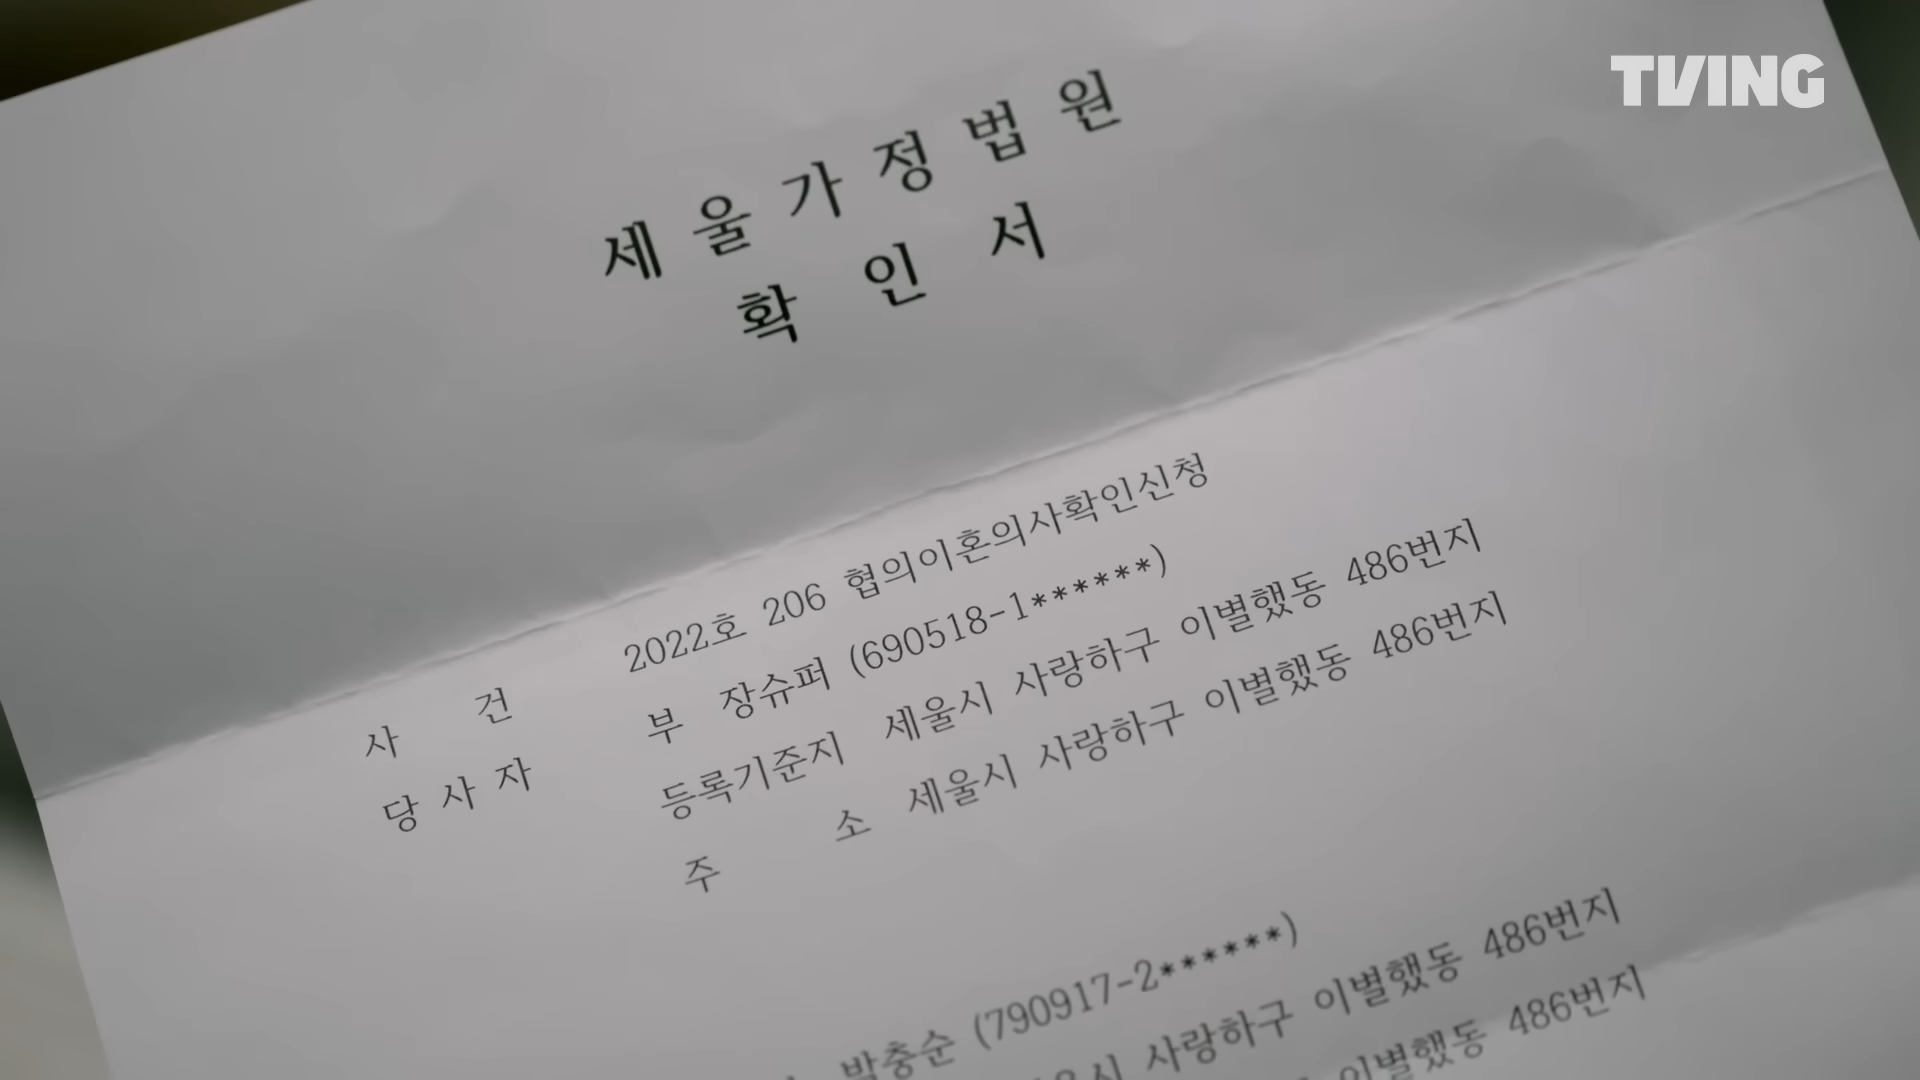 TVING
세울가정법원
확인서
사건 2022호 206 협의이혼의사확인신청
당사자 부 장슈퍼 (690518-1******)
등록기준지 세울시 사랑하구 이별했동 486번지
주소 세울시 사랑하구 이별했동 486번지
박충순 (790917-2******)
사랑하구 이별했동 486번지
이별했동 486번지